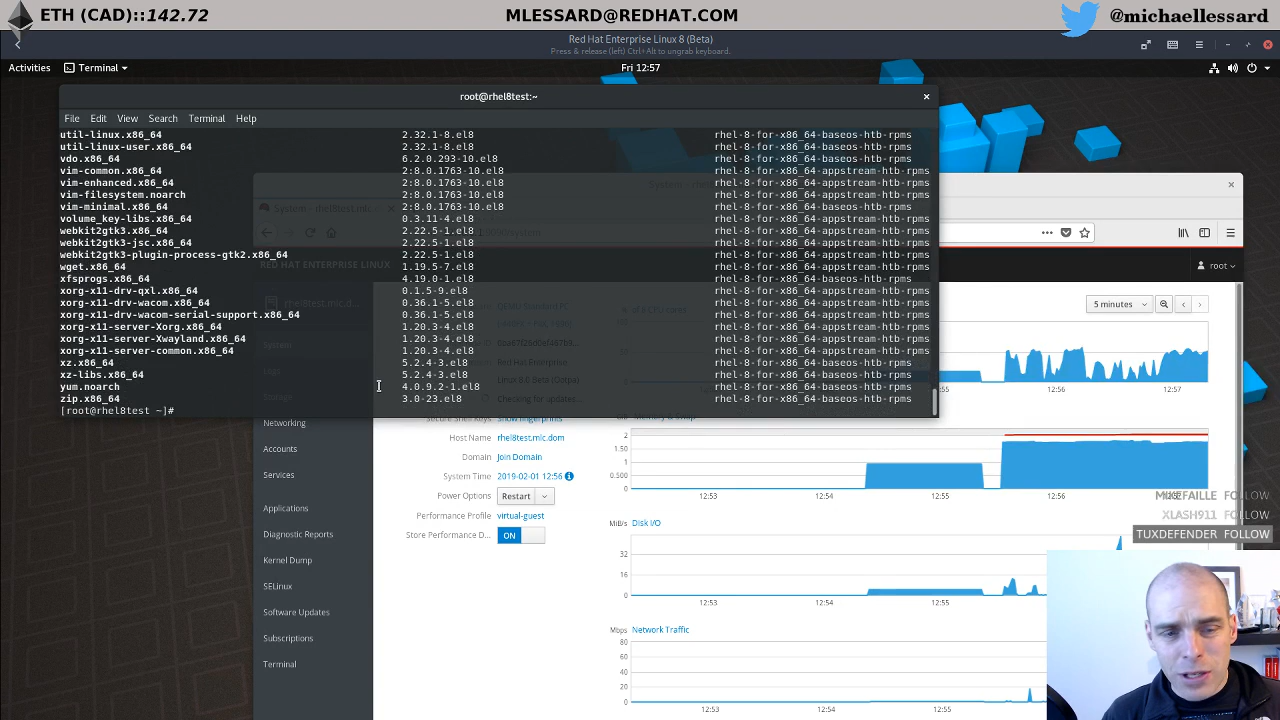 ETH (CAD)::142.72
MLESSARD@REDHAT.COM
@michaellessard
Red Hat Enterprise Linux 8 (Beta)
Press & release (left) Ctrl+Alt to ungrab keyboard.
Activities Terminal Fri 12:57
root@rhel8test:~
File Edit View Search Terminal Help
util-linux.x86_64 2.32.1-8.el8 rhel-8-for-x86_64-baseos-htb-rpms
util-linux-user.x86_64 2.32.1-8.el8 rhel-8-for-x86_64-baseos-htb-rpms
vdo.x86_64 6.2.0.293-10.el8 rhel-8-for-x86_64-baseos-htb-rpms
vim-common.x86_64 2:8.0.1763-10.el8 rhel-8-for-x86_64-appstream-htb-rpms
vim-enhanced.x86_64 2:8.0.1763-10.el8 rhel-8-for-x86_64-appstream-htb-rpms
vim-filesystem.noarch 2:8.0.1763-10.el8 rhel-8-for-x86_64-appstream-htb-rpms
vim-minimal.x86_64 2:8.0.1763-10.el8 rhel-8-for-x86_64-baseos-htb-rpms
volume_key-libs.x86_64 0.3.11-4.el8 rhel-8-for-x86_64-appstream-htb-rpms
webkit2gtk3.x86_64 2.22.5-1.el8 rhel-8-for-x86_64-appstream-htb-rpms
webkit2gtk3-jsc.x86_64 2.22.5-1.el8 rhel-8-for-x86_64-appstream-htb-rpms
webkit2gtk3-plugin-process-gtk2.x86_64 2.22.5-1.el8 rhel-8-for-x86_64-appstream-htb-rpms
wget.x86_64 1.19.5-7.el8 rhel-8-for-x86_64-appstream-htb-rpms
xfsprogs.x86_64 4.19.0-1.el8 rhel-8-for-x86_64-baseos-htb-rpms
xorg-x11-drv-qxl.x86_64 0.1.5-9.el8 rhel-8-for-x86_64-appstream-htb-rpms
xorg-x11-drv-wacom.x86_64 0.36.1-5.el8 rhel-8-for-x86_64-appstream-htb-rpms
xorg-x11-drv-wacom-serial-support.x86_64 0.36.1-5.el8 rhel-8-for-x86_64-appstream-htb-rpms
xorg-x11-server-Xorg.x86_64 1.20.3-4.el8 rhel-8-for-x86_64-appstream-htb-rpms
xorg-x11-server-Xwayland.x86_64 1.20.3-4.el8 rhel-8-for-x86_64-appstream-htb-rpms
xorg-x11-server-common.x86_64 1.20.3-4.el8 rhel-8-for-x86_64-appstream-htb-rpms
xz.x86_64 5.2.4-3.el8 rhel-8-for-x86_64-baseos-htb-rpms
xz-libs.x86_64 5.2.4-3.el8 rhel-8-for-x86_64-baseos-htb-rpms
yum.noarch 4.0.9.2-1.el8 rhel-8-for-x86_64-baseos-htb-rpms
zip.x86_64 3.0-23.el8 rhel-8-for-x86_64-baseos-htb-rpms
[root@rhel8test ~]#
RED HAT ENTERPRISE LINUX
root
rhel8test.mlc.d...
System
Logs
Storage
Networking
Accounts
Services
Applications
Diagnostic Reports
Kernel Dump
SELinux
Software Updates
Subscriptions
Terminal
Red Hat Enterprise
Linux 8.0 Beta (Ootpa)
Checking for updates...
Show fingerprints
Host Name rhel8test.mlc.dom
Domain Join Domain
System Time 2019-02-01 12:56
Power Options Restart
Performance Profile virtual-guest
Store Performance D... ON
5 minutes
12:55 12:56 12:57
2
1.50
1
0.500
0
12:53 12:54 12:55 12:56
MiB/s Disk I/O
32
16
0
12:53 12:54 12:55
Mbps Network Traffic
80
60
40
20
0
12:53 12:54 12:55
FOLLOW
XLASH911 FOLLOW
TUXDEFENDER FOLLOW